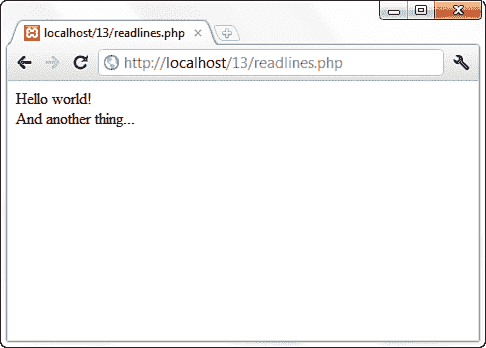 localhost/13/readlines.php
http://localhost/13/readlines.php
Hello world!
And another thing...